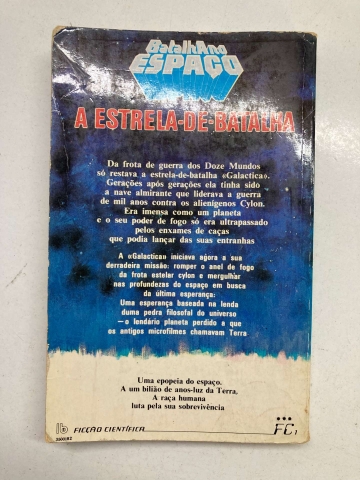 Batalha no
ESPAÇO
A ESTRELA-DE-BATALHA
Da frota de guerra dos Doze Mundos
só restava a estrela-de-batalha «Galactica».
Gerações após gerações ela tinha sido
a nave almirante que liderava a guerra
de mil anos contra os alienígenos Cylon.
Era imensa como um planeta
e o seu poder de fogo só era ultrapassado
pelos enxames de caças
que podia lançar das suas entranhas
A «Galactica» iniciava agora a sua
derradeira missão: romper o anel de fogo
da frota estelar cylon e mergulhar
nas profundezas do espaço em busca
da última esperança:
Uma esperança baseada na lenda
duma pedra filosofal do universo
—o lendário planeta perdido a que
os antigos microfilmes chamavam Terra
Uma epopeia do espaço.
A um bilião de anos-luz da Terra,
A raça humana
luta pela sua sobrevivência
FICÇÃO CIENTÍFICA
FC1